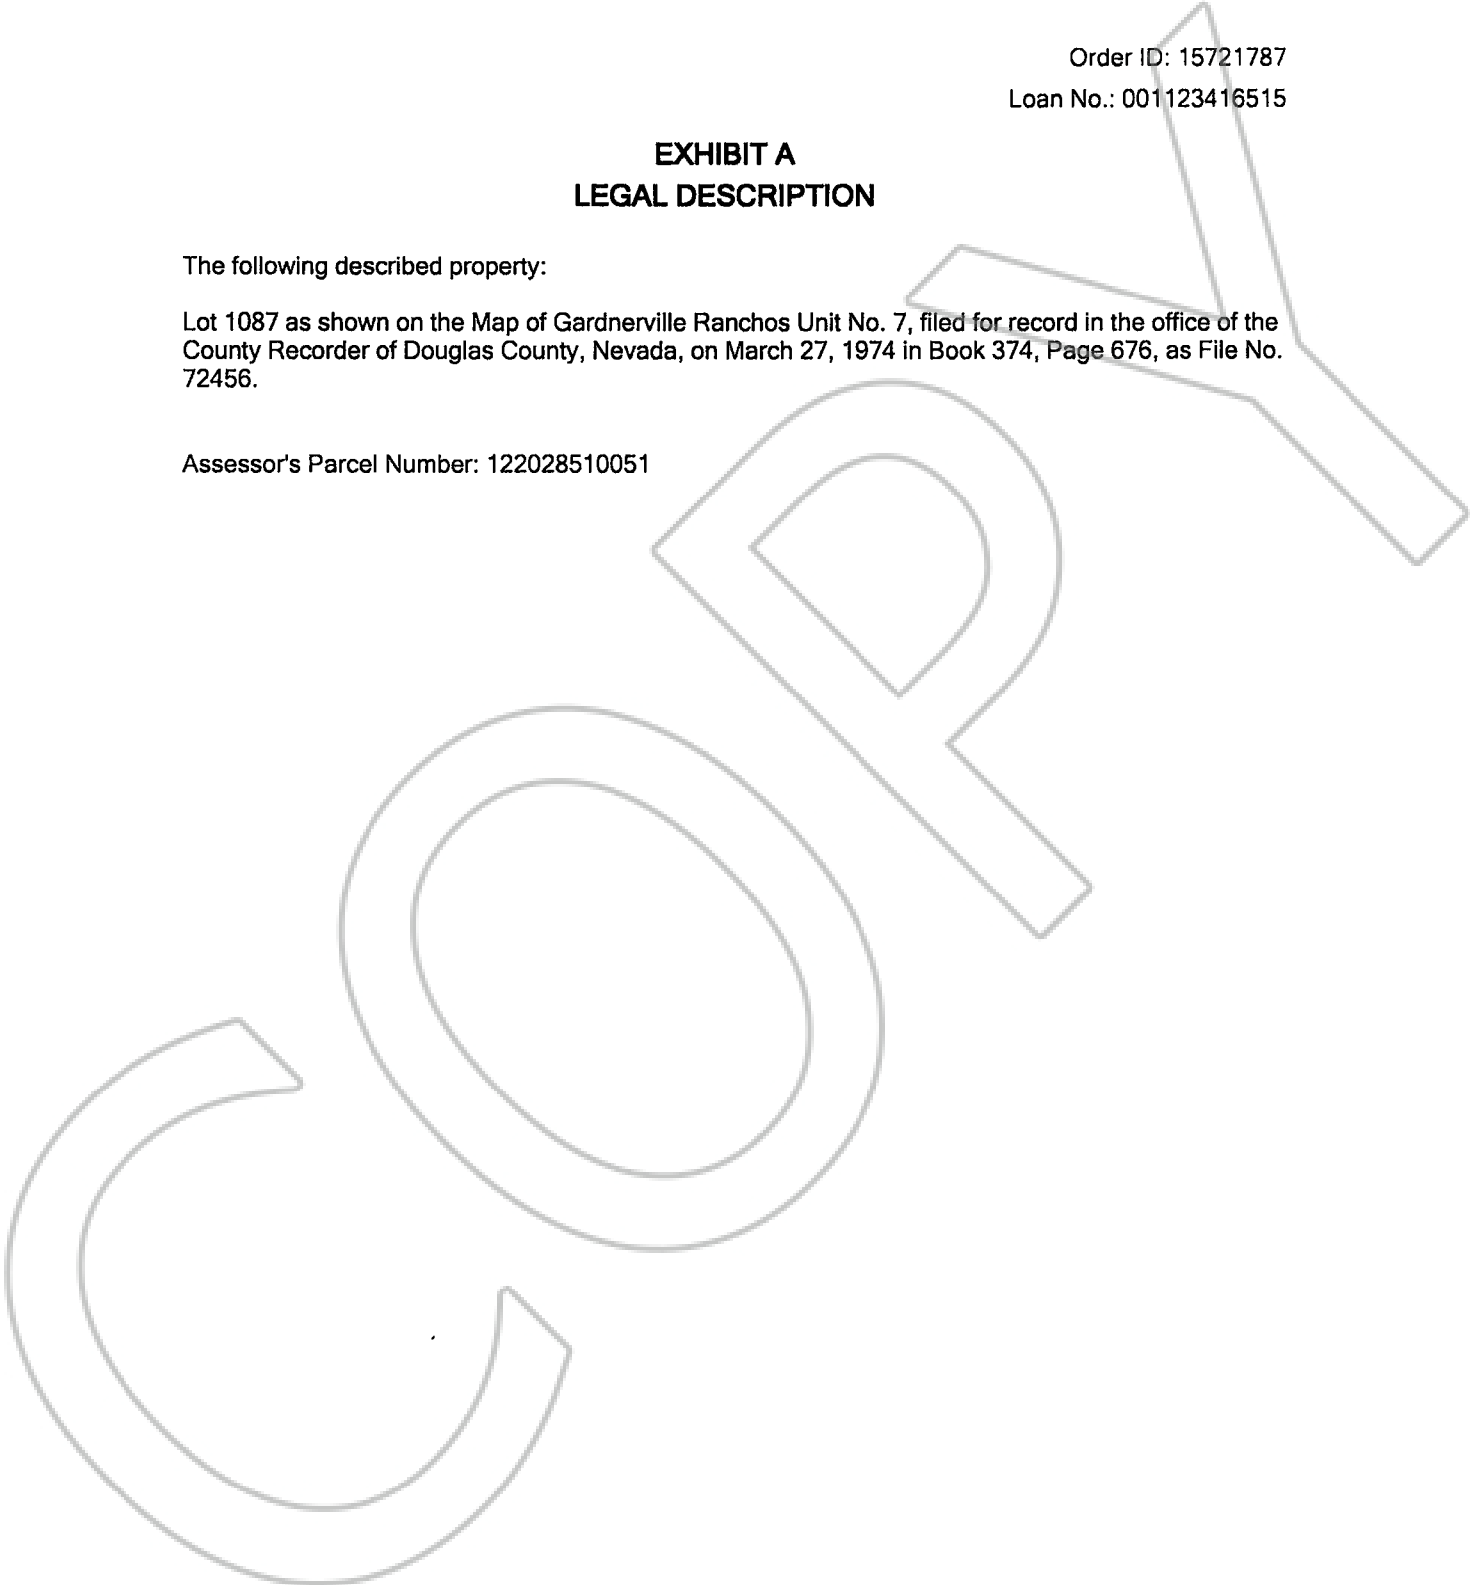 Order ID: 15721787
Loan No.: 001123416515
EXHIBIT A
LEGAL DESCRIPTION
The following described property:
Lot 1087 as shown on the Map of Gardnerville Ranchos Unit No. 7, filed for record in the office of the
County Recorder of Douglas County, Nevada, on March 27, 1974 in Book 374, Page 676, as File No.
72456.
Assessor's Parcel Number: 122028510051
COPY